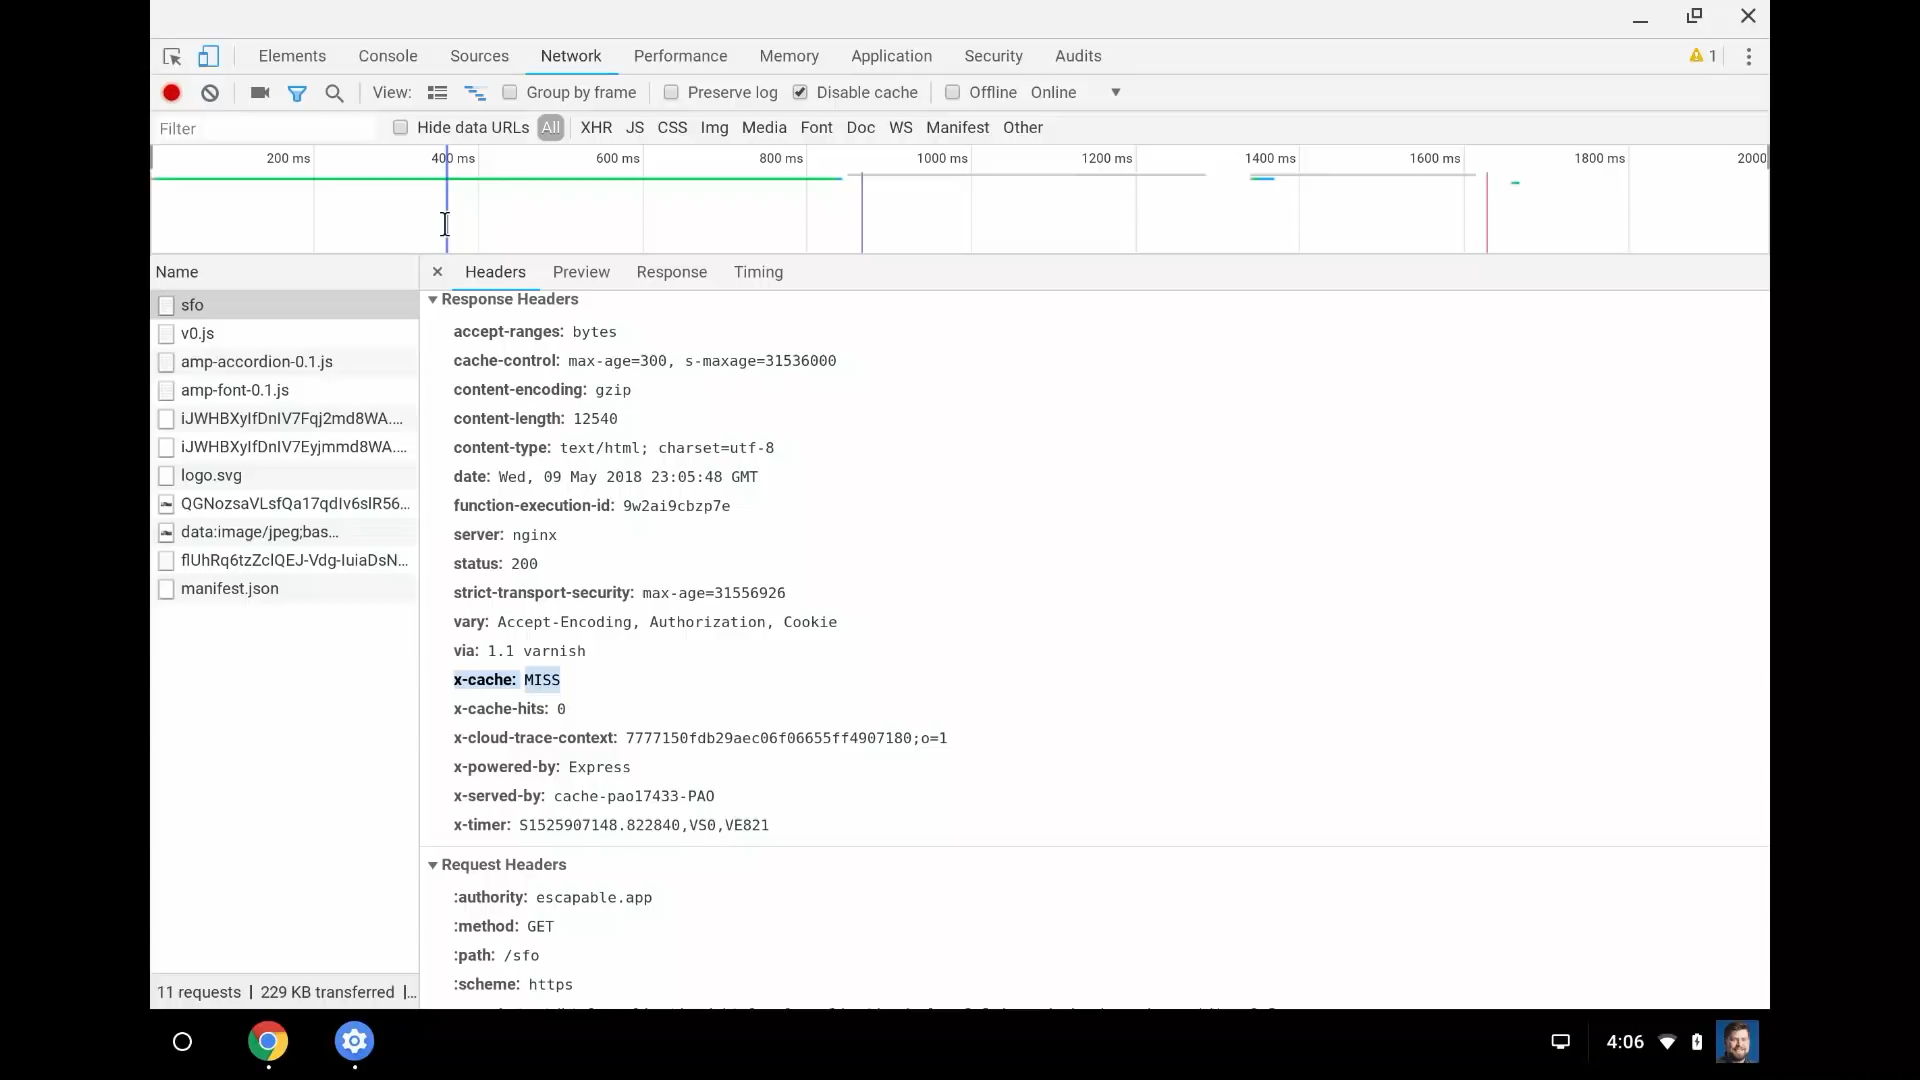 Elements Console Sources Network Performance Memory Application Security Audits 1
View: Group by frame Preserve log Disable cache Offline Online
Filter Hide data URLs All XHR JS CSS Img Media Font Doc WS Manifest Other
200 ms 400 ms 600 ms 800 ms 1000 ms 1200 ms 1400 ms 1600 ms 1800 ms 2000
Name
sfo
v0.js
amp-accordion-0.1.js
amp-font-0.1.js
iJWHBXyIfDnIV7Fqj2md8WA....
iJWHBXyIfDnIV7Eyjmmd8WA....
logo.svg
QGNozsaVLsfQa17qdIv6slR56...
data:image/jpeg;bas...
flUhRq6tzZclQEJ-Vdg-IuiaDsN...
manifest.json
11 requests | 229 KB transferred |...
Headers Preview Response Timing
Response Headers
accept-ranges: bytes
cache-control: max-age=300, s-maxage=31536000
content-encoding: gzip
content-length: 12540
content-type: text/html; charset=utf-8
date: Wed, 09 May 2018 23:05:48 GMT
function-execution-id: 9w2ai9cbzp7e
server: nginx
status: 200
strict-transport-security: max-age=31556926
vary: Accept-Encoding, Authorization, Cookie
via: 1.1 varnish
x-cache: MISS
x-cache-hits: 0
x-cloud-trace-context: 7777150fdb29aec06f06655ff4907180;o=1
x-powered-by: Express
x-served-by: cache-pao17433-PAO
x-timer: S1525907148.822840,VS0,VE821
Request Headers
:authority: escapable.app
:method: GET
:path: /sfo
:scheme: https
4:06